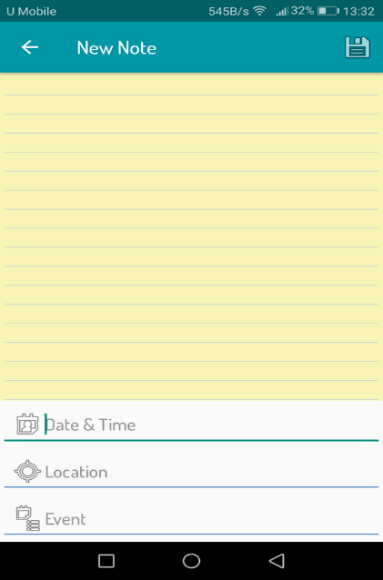 U Mobile 545B/s 32% 13:32
New Note
Date & Time
Location
Event